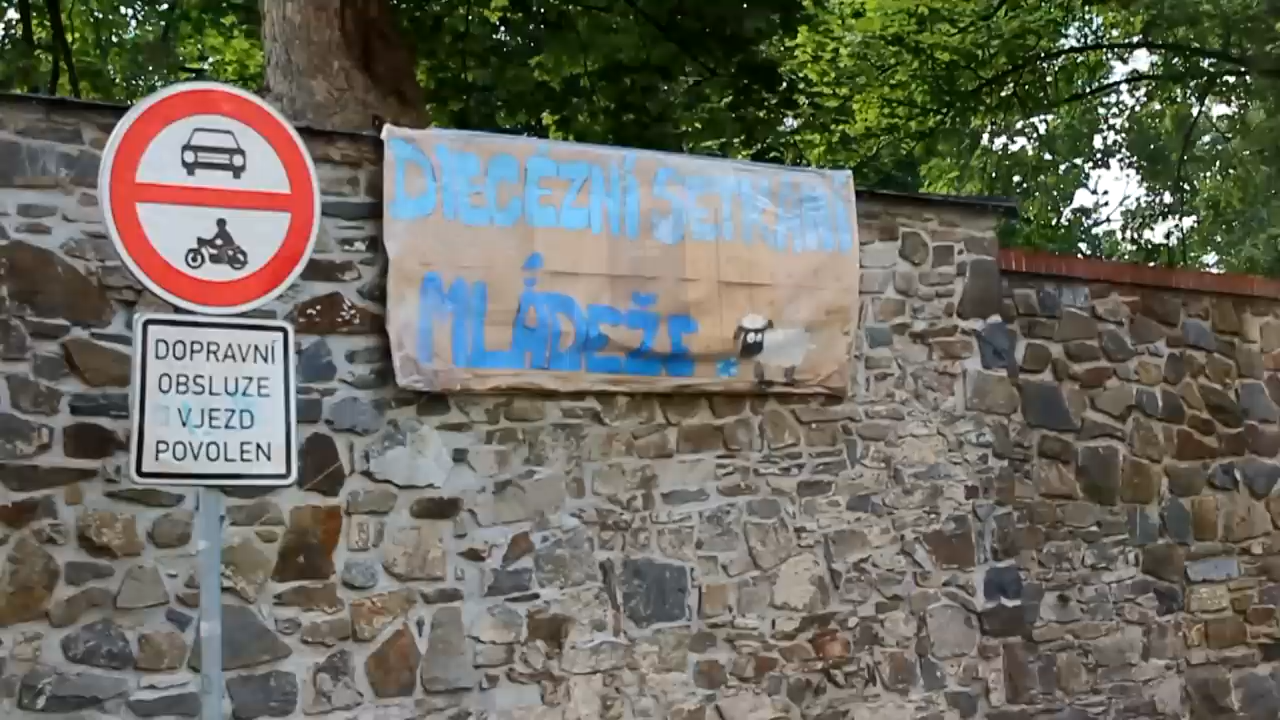 DOPRAVNÍ
OBSLUZE
VJEZD
POVOLEN
DIECÉZNÍ SETKÁNÍ
MLÁDEŽE